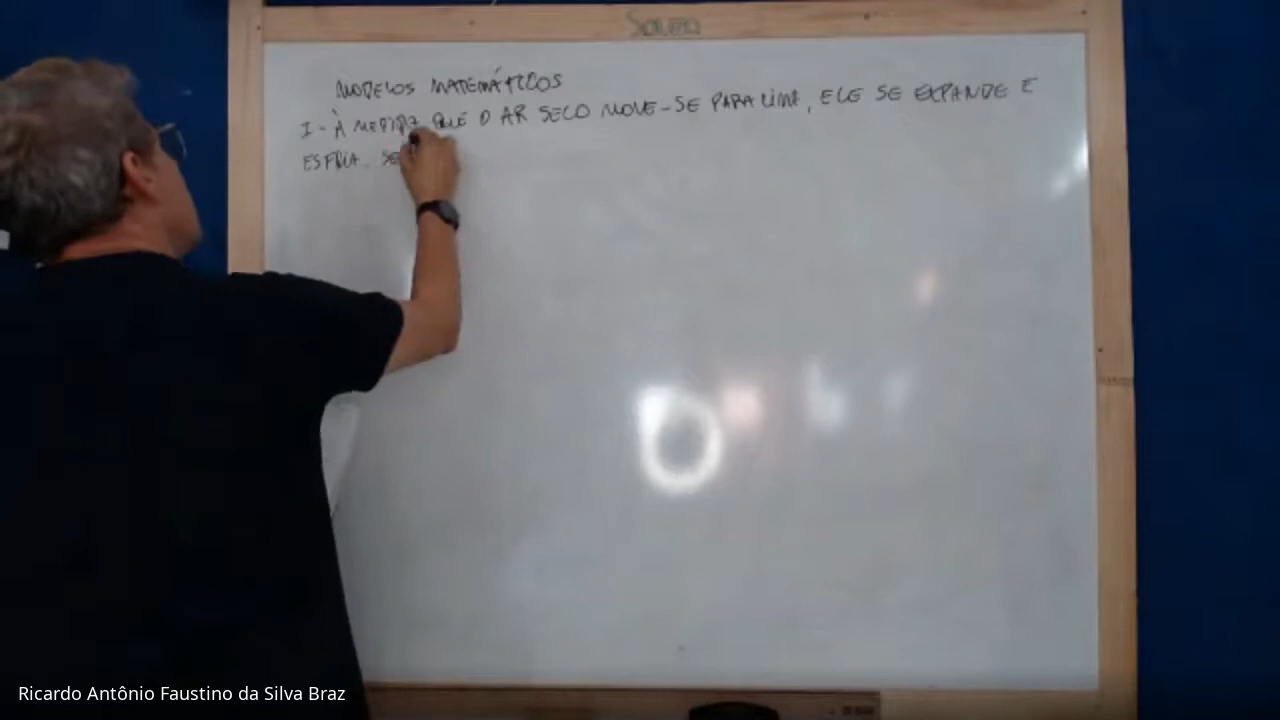 SOUZA
MODELOS MATEMÁTICOS
I - À MEDIDA QUE O AR SECO MOVE-SE PARA CIMA, ELE SE EXPANDE E
ESFRIA. SE
Ricardo Antônio Faustino da Silva Braz